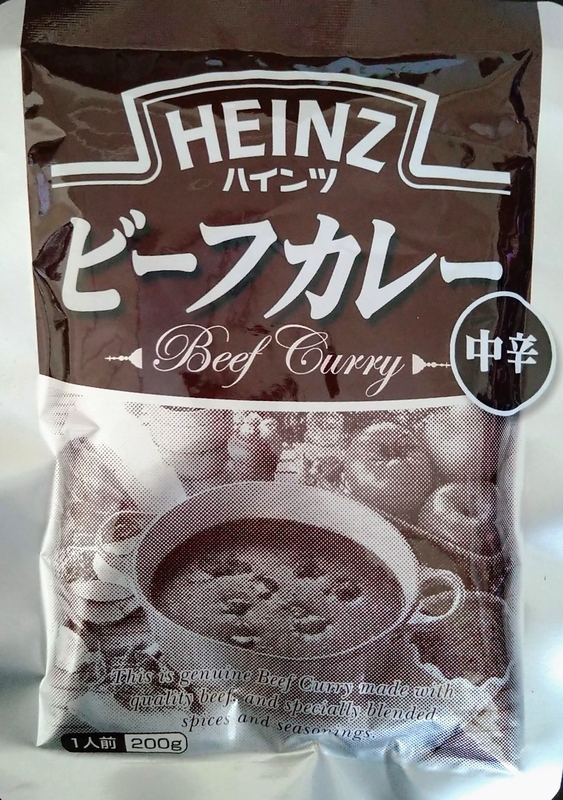 HEINZ
ハインツ
ビーフカレー
Beef Curry
中辛
This is genuine Beef Curry made with
quality beef, and specially blended
spices and seasonings.
1人前 200g